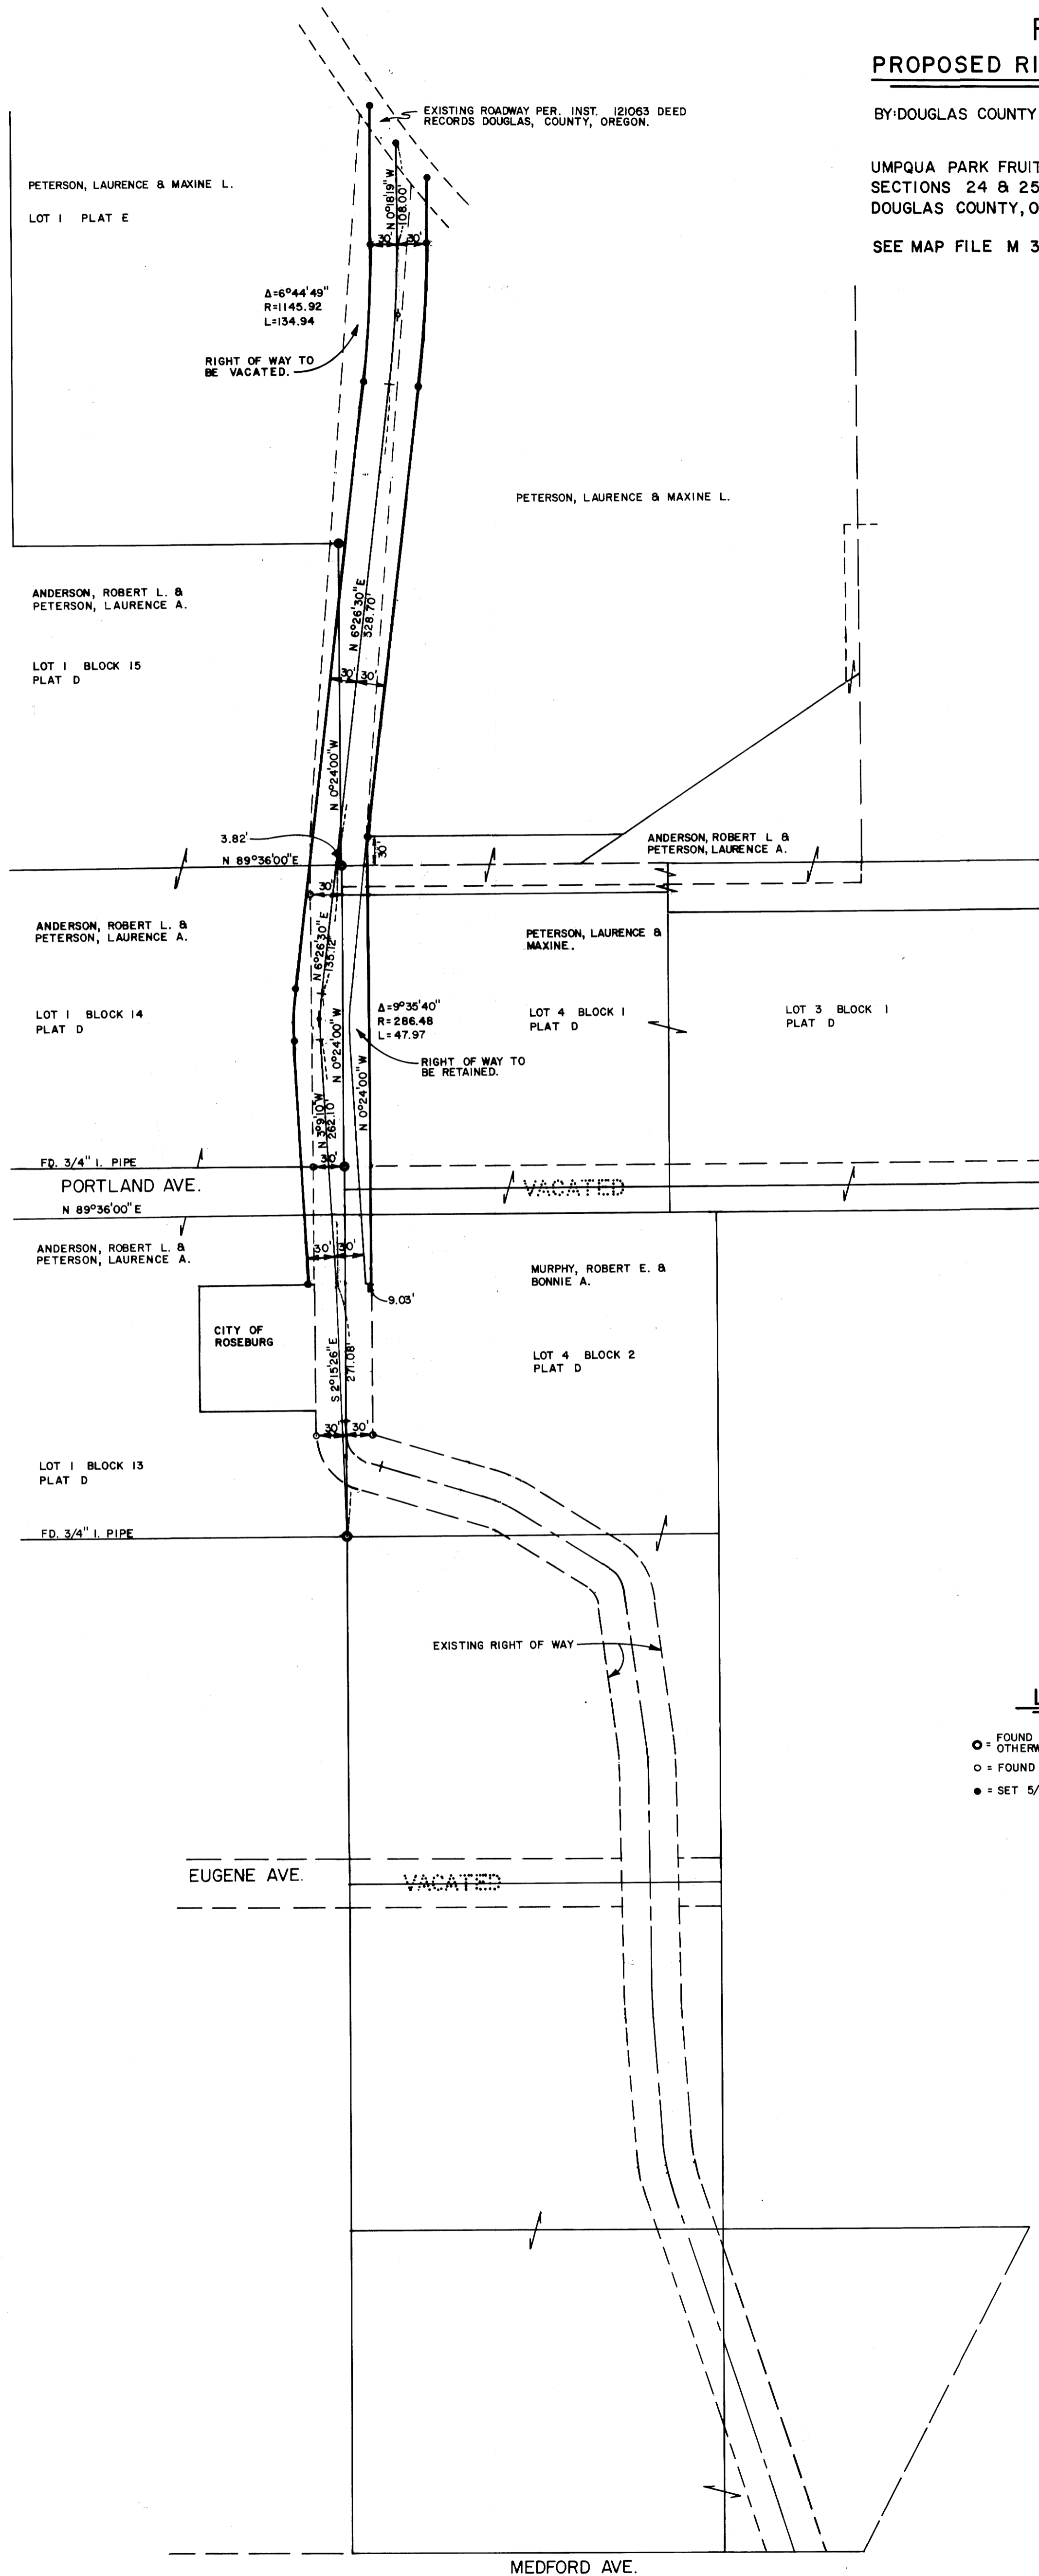 PROPOSED RI
BY:DOUGLAS COUNTY
UMPQUA PARK FRUIT
SECTIONS 24 & 25
DOUGLAS COUNTY, O
SEE MAP FILE M 3
EXISTING ROADWAY PER. INST. 121063 DEED
RECORDS DOUGLAS, COUNTY, OREGON.
PETERSON, LAURENCE & MAXINE L.
LOT 1 PLAT E
N 0°18'19" W
108.00'
30' 30'
Δ=6°44'49"
R=1145.92
L=134.94
RIGHT OF WAY TO
BE VACATED.
PETERSON, LAURENCE & MAXINE L.
ANDERSON, ROBERT L. &
PETERSON, LAURENCE A.
LOT 1 BLOCK 15
PLAT D
N 6°26'30" E
328.70'
30' 30'
N 0°24'00" W
3.82'
N 89°36'00" E
30'
ANDERSON, ROBERT L &
PETERSON, LAURENCE A.
30'
ANDERSON, ROBERT L. &
PETERSON, LAURENCE A.
LOT 1 BLOCK 14
PLAT D
N 6°26'30" E
135.12'
N 0°24'00" W
N 0°24'00" W
Δ=9°35'40"
R=286.48
L=47.97
RIGHT OF WAY TO
BE RETAINED.
PETERSON, LAURENCE &
MAXINE.
LOT 4 BLOCK 1
PLAT D
LOT 3 BLOCK 1
PLAT D
N 3°9'10" W
262.10'
FD. 3/4" I. PIPE
30'
PORTLAND AVE.
VACATED
N 89°36'00" E
ANDERSON, ROBERT L. &
PETERSON, LAURENCE A.
30' 30'
MURPHY, ROBERT E. &
BONNIE A.
9.03'
CITY OF
ROSEBURG
LOT 4 BLOCK 2
PLAT D
S 2°15'26" E
271.08'
30' 30'
LOT 1 BLOCK 13
PLAT D
FD. 3/4" I. PIPE
EXISTING RIGHT OF WAY
= FOUND
OTHERW
= FOUND
= SET 5/
EUGENE AVE.
VACATED
MEDFORD AVE.